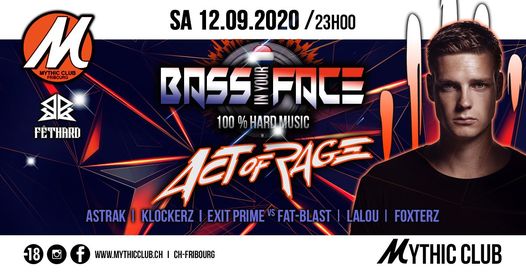 SA 12.09.2020 /23H00
MYTHIC CLUB
FRIBOURG
FÊTHARD
BASS IN YOUR FACE
100 % HARD MUSIC
ACT OF RAGE
ASTRAK | KLOCKERZ | EXIT PRIME VS FAT-BLAST | LALOU | FOXTERZ
-18 WWW.MYTHICCLUB.CH | CH-FRIBOURG
MYTHIC CLUB